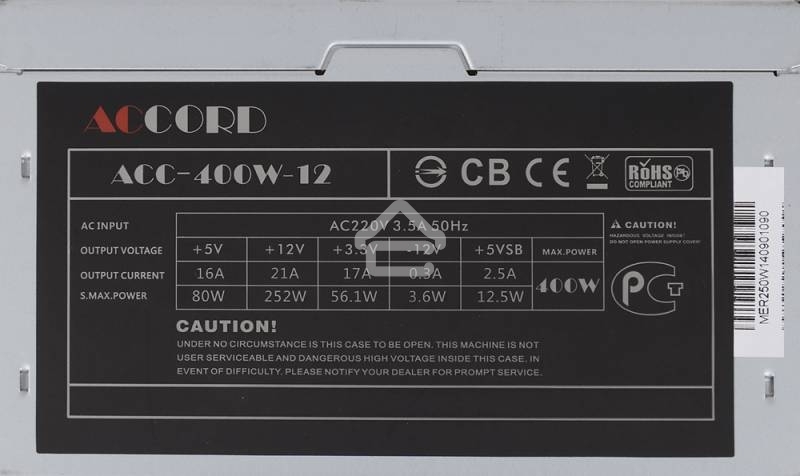 ACCORD
ACC-400W-12
CB CE RoHS COMPLIANT Pb
AC INPUT AC220V 3.5A 50Hz
OUTPUT VOLTAGE +5V +12V +3.3V -12V +5VSB MAX.POWER
OUTPUT CURRENT 16A 21A 17A 0.3A 2.5A 400W
S.MAX.POWER 80W 252W 56.1W 3.6W 12.5W
CAUTION!
HAZARDOUS VOLTAGE INSIDE!
DO NOT OPEN POWER SUPPLY COVER!
PCT
CAUTION!
UNDER NO CIRCUMSTANCE IS THIS CASE TO BE OPEN. THIS MACHINE IS NOT
USER SERVICEABLE AND DANGEROUS HIGH VOLTAGE INSIDE THIS CASE. IN
EVENT OF DIFFICULTY. PLEASE NOTIFY YOUR DEALER FOR PROMPT SERVICE.
MER250W140901090